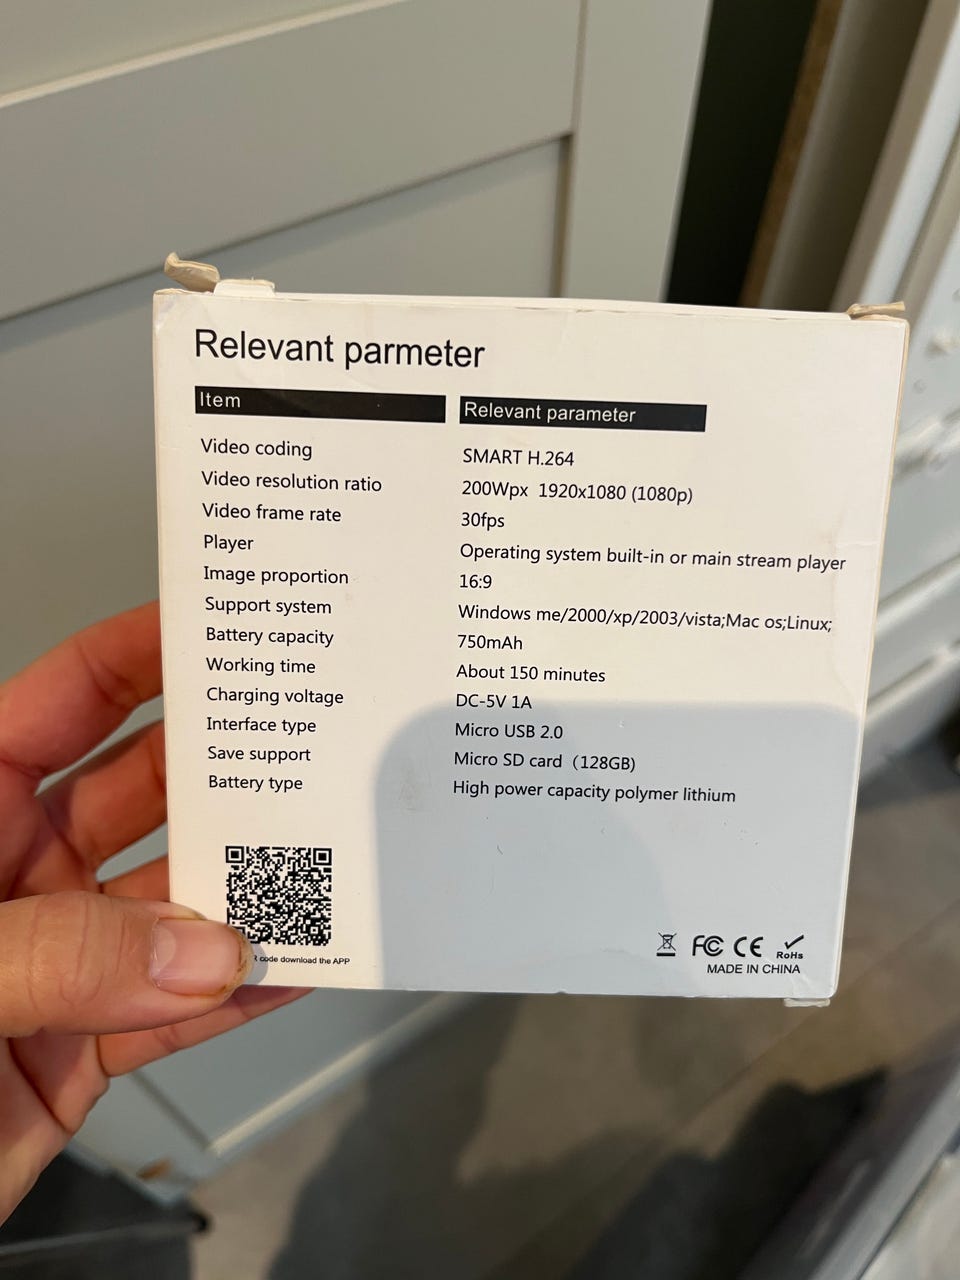 Relevant parmeter
Item Relevant parameter
Video coding SMART H.264
Video resolution ratio 200Wpx 1920x1080 (1080p)
Video frame rate 30fps
Player Operating system built-in or main stream player
Image proportion 16:9
Support system Windows me/2000/xp/2003/vista;Mac os;Linux;
Battery capacity 750mAh
Working time About 150 minutes
Charging voltage DC-5V 1A
Interface type Micro USB 2.0
Save support Micro SD card（128GB)
Battery type High power capacity polymer lithium
code download the APP
FC CE RoHs
MADE IN CHINA